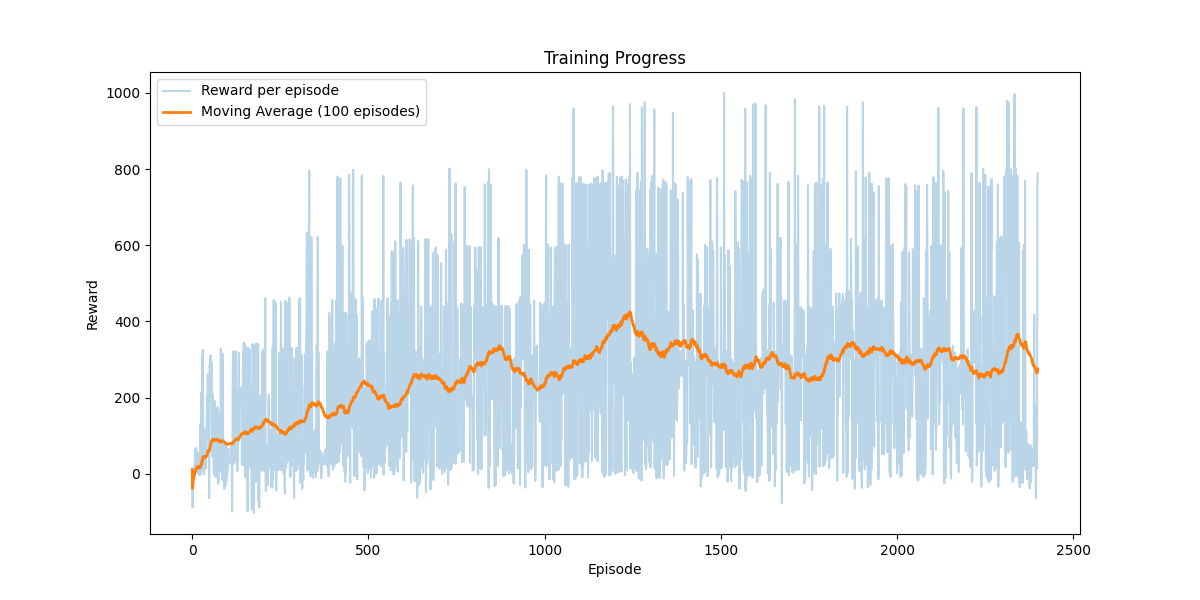 Training Progress
Reward per episode
Moving Average (100 episodes)
1000
800
600
400
200
0
Reward
0 500 1000 1500 2000 2500
Episode